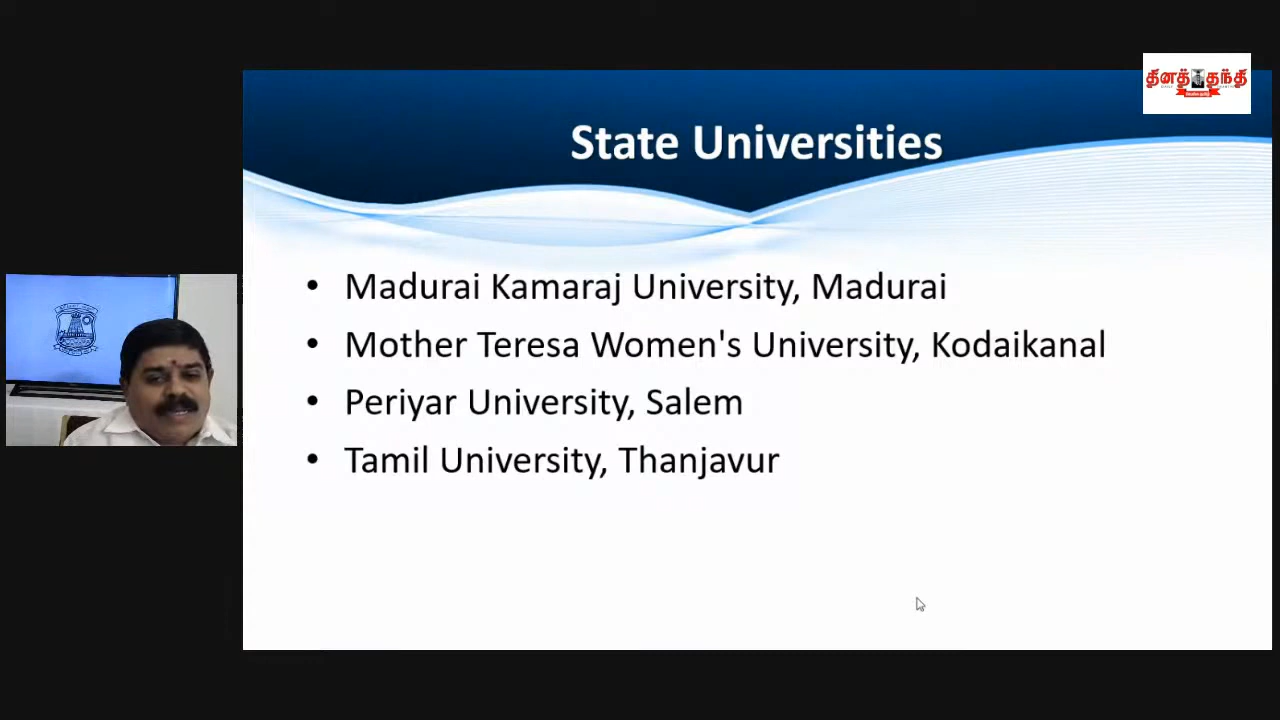 தினத்தந்தி
State Universities
• Madurai Kamaraj University, Madurai
• Mother Teresa Women's University, Kodaikanal
• Periyar University, Salem
• Tamil University, Thanjavur